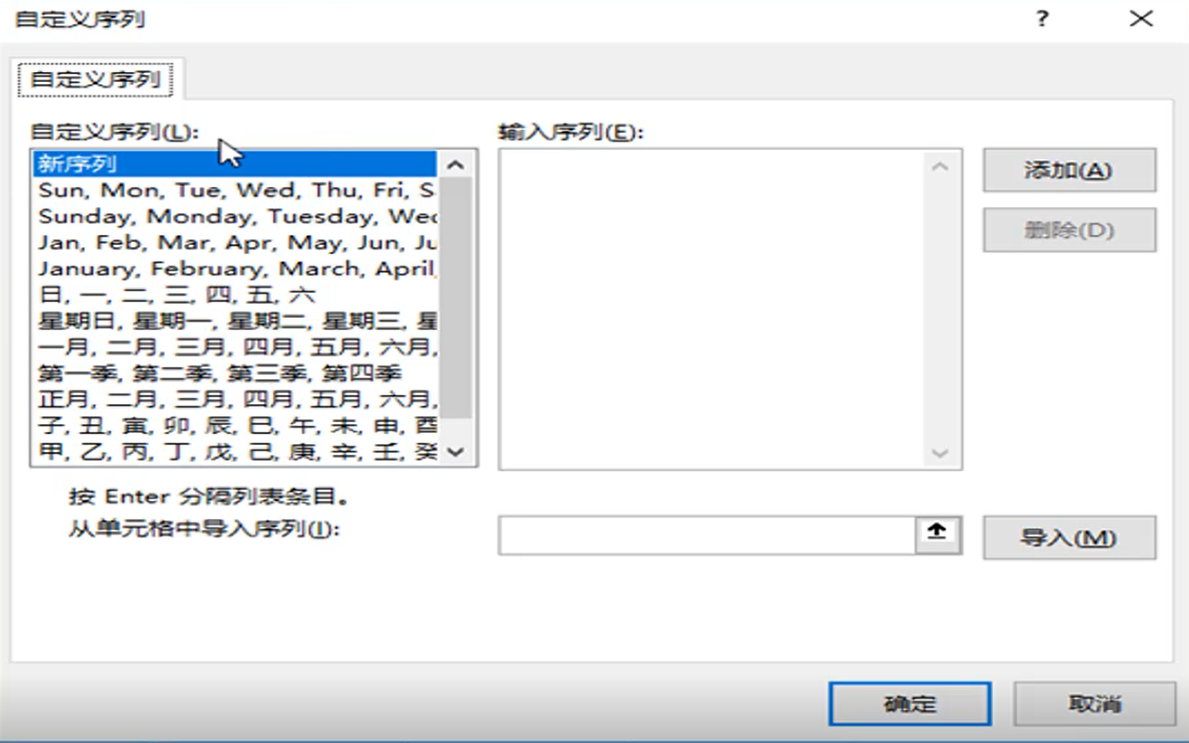 自定义序列
?
自定义序列
自定义序列(L):
输入序列(E):
新序列
Sun, Mon, Tue, Wed, Thu, Fri, S
Sunday, Monday, Tuesday, Wed
Jan, Feb, Mar, Apr, May, Jun, Ju
January, February, March, April,
日, 一, 二, 三, 四, 五, 六
星期日, 星期一, 星期二, 星期三, 星
一月, 二月, 三月, 四月, 五月, 六月,
第一季, 第二季, 第三季, 第四季
正月, 二月, 三月, 四月, 五月, 六月,
子, 丑, 寅, 卯, 辰, 巳, 午, 未, 申, 酉
甲, 乙, 丙, 丁, 戊, 己, 庚, 辛, 壬, 癸
添加(A)
删除(D)
按 Enter 分隔列表条目。
从单元格中导入序列(I):
导入(M)
确定
取消